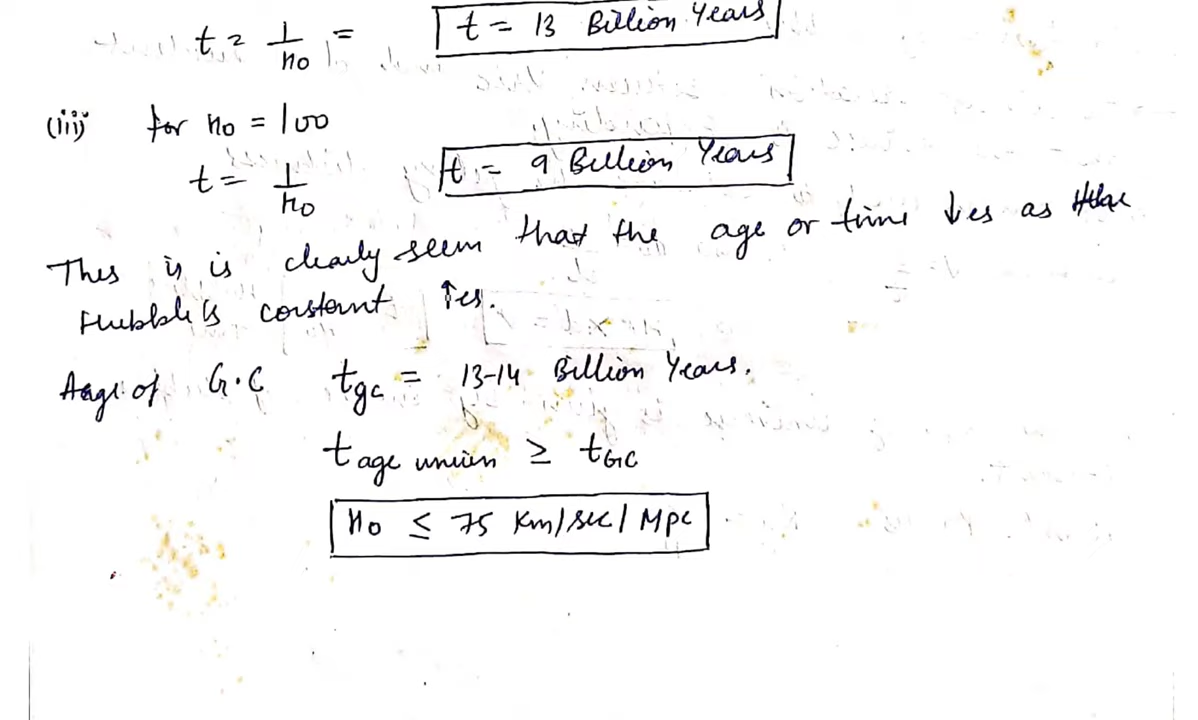 t = 1/H0 = t = 13 Billion Years
(iii) for H0 = 100
t = 1/H0 t = 9 Billion Years
Thus is is clearly seem that the age or time ↓es as the
Hubble's constant ↑es.
Age of G.C tgc = 13-14 Billion Years.
t age univ ≥ tGC
H0 ≤ 75 Km/sec/Mpc